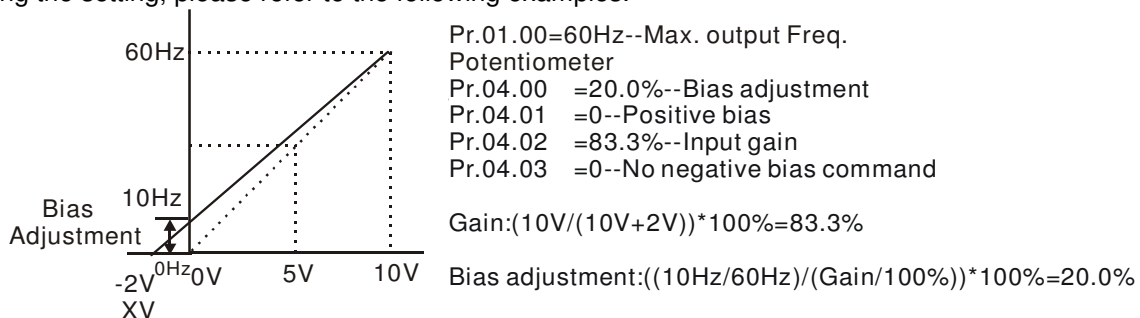 ng the setting, please refer to the following examples.
60Hz
10Hz
Bias
Adjustment
0Hz
-2V
0V
5V
10V
XV
Pr.01.00=60Hz--Max. output Freq.
Potentiometer
Pr.04.00 =20.0%--Bias adjustment
Pr.04.01 =0--Positive bias
Pr.04.02 =83.3%--Input gain
Pr.04.03 =0--No negative bias command
Gain:(10V/(10V+2V))*100%=83.3%
Bias adjustment:((10Hz/60Hz)/(Gain/100%))*100%=20.0%